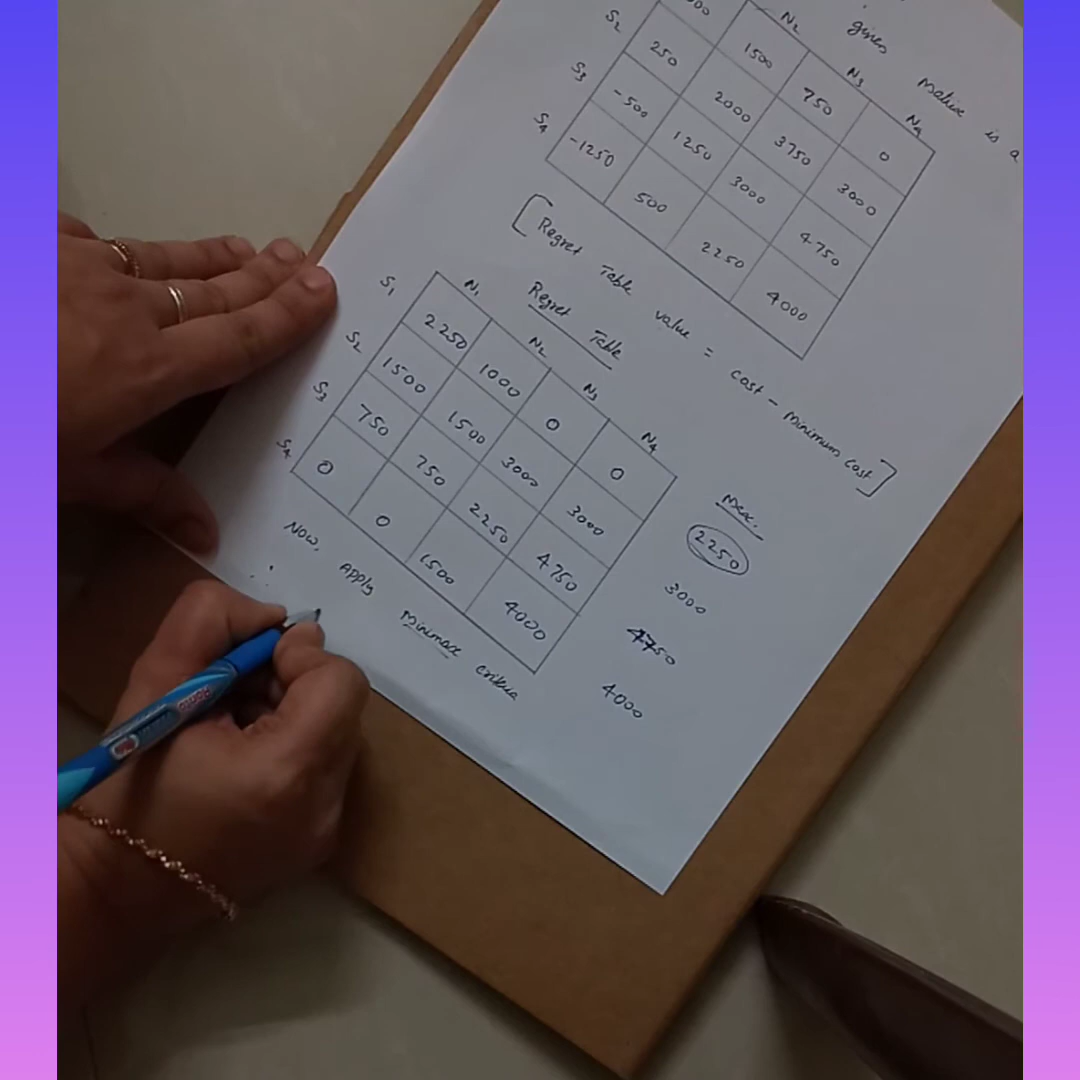 given matrix is a
N2 N3 N4
1500 750 0
S2 250 2000 3750 3000
S3 -500 1250 3000 4750
S4 -1250 500 2250 4000
[Regret Table value = cost - minimum cost]
Regret Table
N1 N2 N3 N4 Max.
S1 2250 1000 0 0 2250
S2 1500 1500 3000 3000 3000
S3 750 750 2250 4750 4750
S4 0 0 1500 4000 4000
Now, Apply Minimax